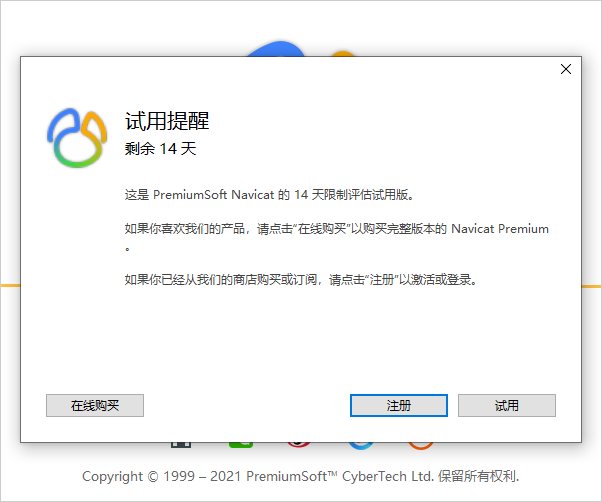 试用提醒
剩余 14 天
这是 PremiumSoft Navicat 的 14 天限制评估试用版。
如果你喜欢我们的产品，请点击“在线购买”以购买完整版本的 Navicat Premium
。
如果你已经从我们的商店购买或订阅，请点击“注册”以激活或登录。
在线购买
注册
试用
Copyright © 1999 – 2021 PremiumSoft™ CyberTech Ltd. 保留所有权利.